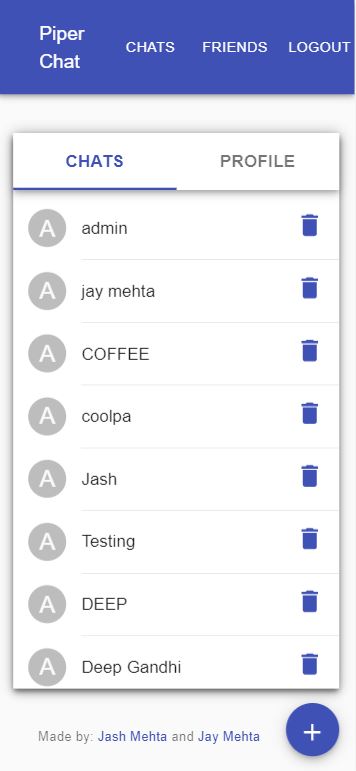 Piper
Chat
CHATS FRIENDS LOGOUT
CHATS PROFILE
A admin
A jay mehta
A COFFEE
A coolpa
A Jash
A Testing
A DEEP
A Deep Gandhi
Made by: Jash Mehta and Jay Mehta
+